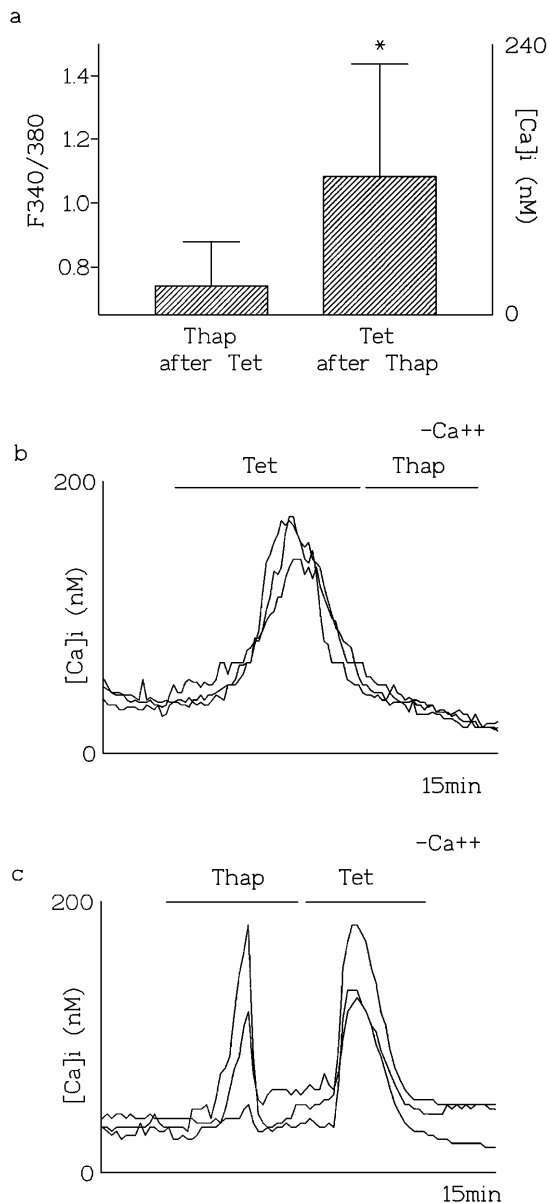 a
*
240
1.4
1.2
1.0
0.8
F340/380
[Ca]i (nM)
0
Thap
after Tet
Tet
after Thap
-Ca++
b
Tet
Thap
200
[Ca]i (nM)
0
15min
-Ca++
c
Thap
Tet
200
[Ca]i (nM)
0
15min